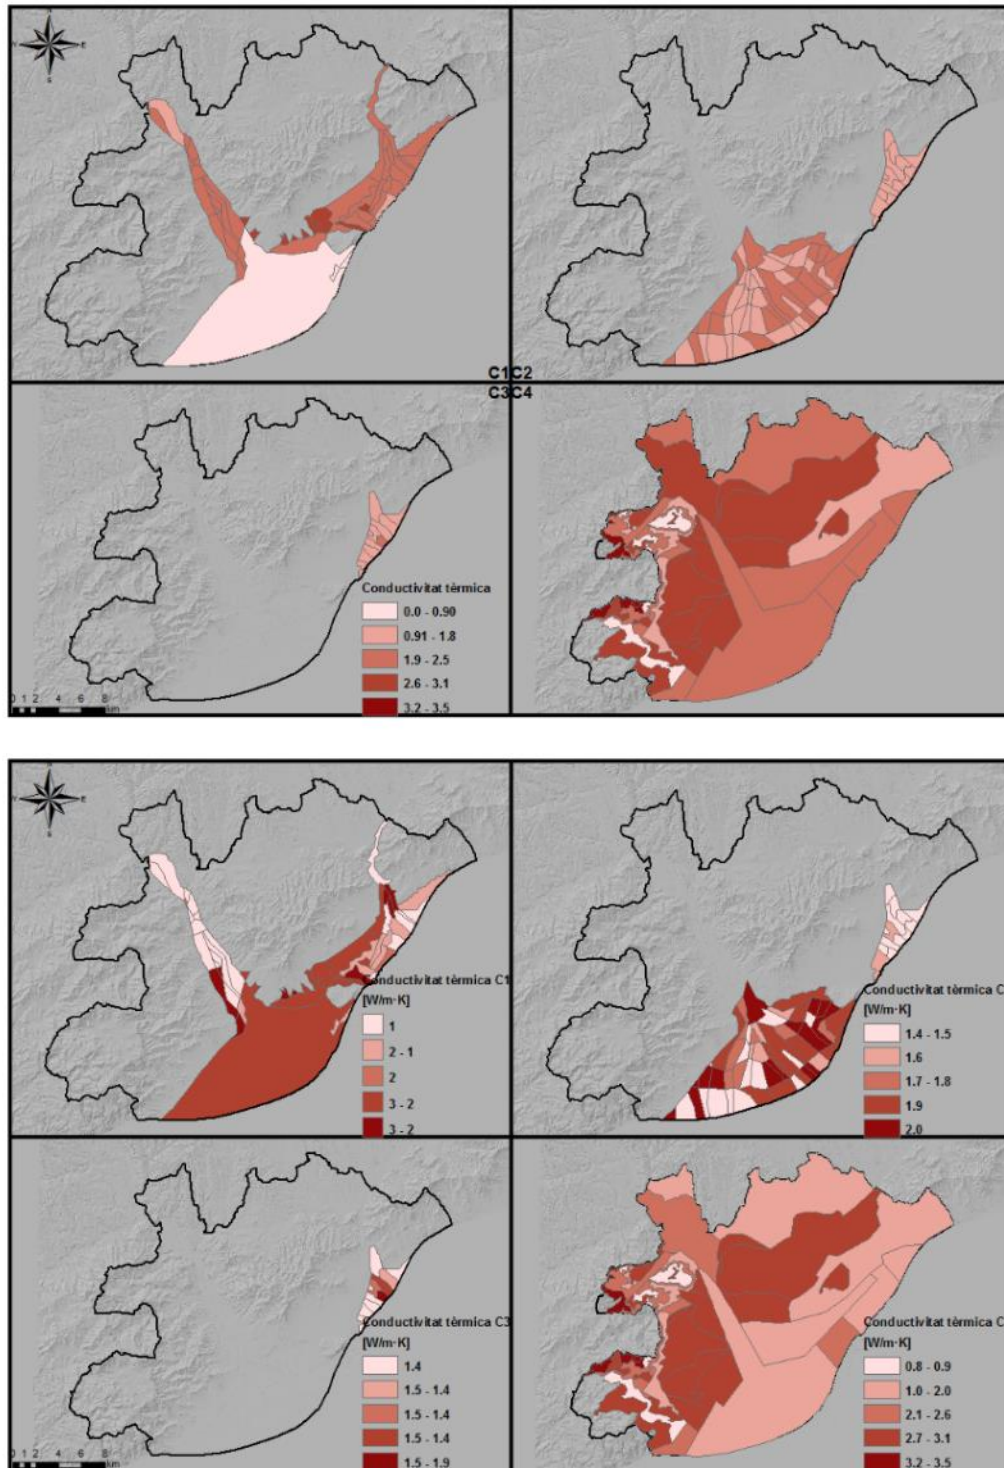 C1C2
C3C4
Conductivitat tèrmica
0.0 - 0.90
0.91 - 1.8
1.9 - 2.5
2.6 - 3.1
3.2 - 3.5
0 1 2 4 6 8
km
Conductivitat tèrmica C1
[W/m·K]
1
2 - 1
2
3 - 2
3 - 2
Conductivitat tèrmica C
[W/m·K]
1.4 - 1.5
1.6
1.7 - 1.8
1.9
2.0
Conductivitat tèrmica C3
[W/m·K]
1.4
1.5 - 1.4
1.5 - 1.4
1.5 - 1.4
1.5 - 1.9
0 1 2 4 6 8
km
Conductivitat tèrmica C
[W/m·K]
0.8 - 0.9
1.0 - 2.0
2.1 - 2.6
2.7 - 3.1
3.2 - 3.5